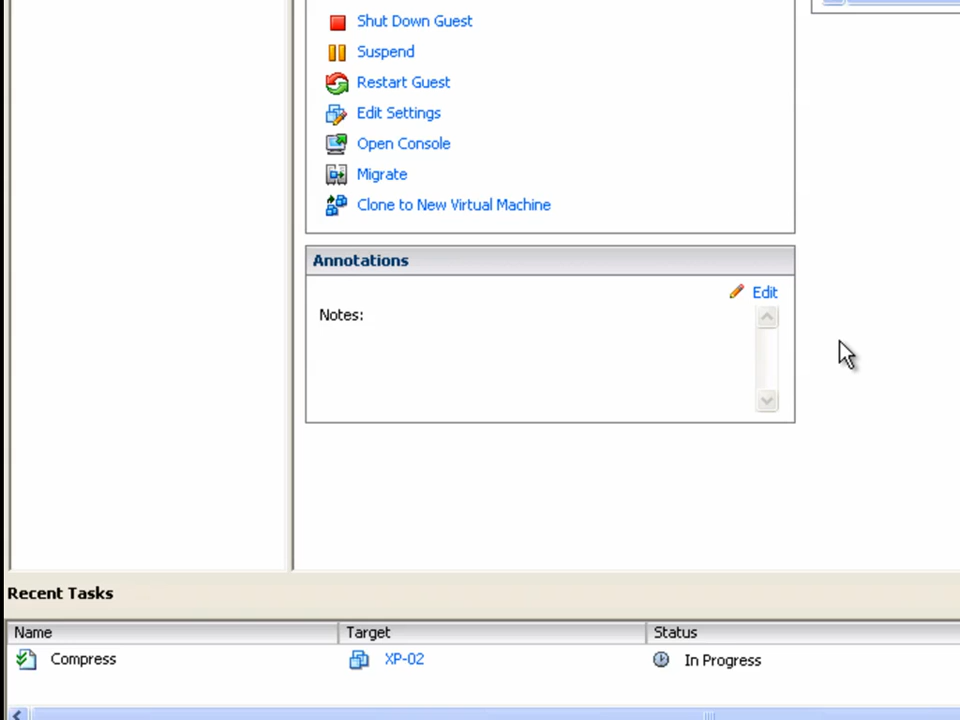 Shut Down Guest
Suspend
Restart Guest
Edit Settings
Open Console
Migrate
Clone to New Virtual Machine
Annotations
Edit
Notes:
Recent Tasks
Name Target Status
Compress XP-02 In Progress